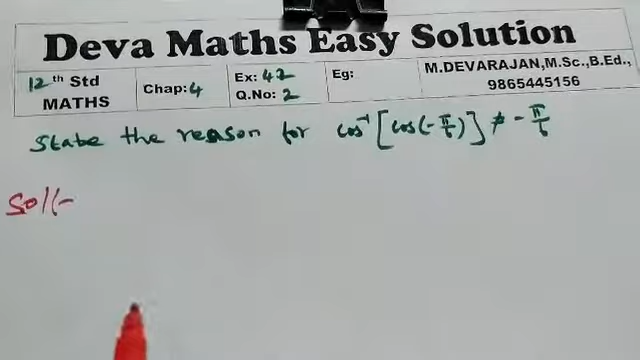 Deva Maths Easy Solution
12th Std MATHS
Chap:4
Ex: 4.2
Q.No: 2
Eg:
M.DEVARAJAN,M.Sc.,B.Ed., 9865445156
State the reason for cos⁻¹[cos(-π/6)] ≠ -π/6
Sol:-